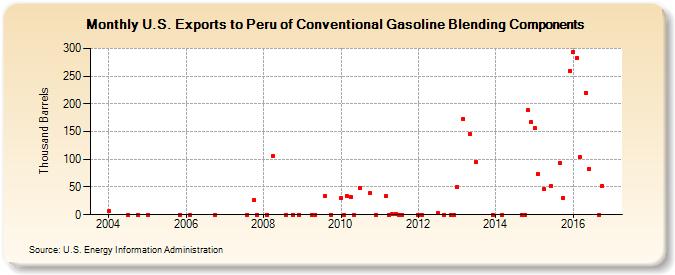 Monthly U.S. Exports to Peru of Conventional Gasoline Blending Components
Thousand Barrels
300
250
200
150
100
50
0
2004 2006 2008 2010 2012 2014 2016
Source: U.S. Energy Information Administration